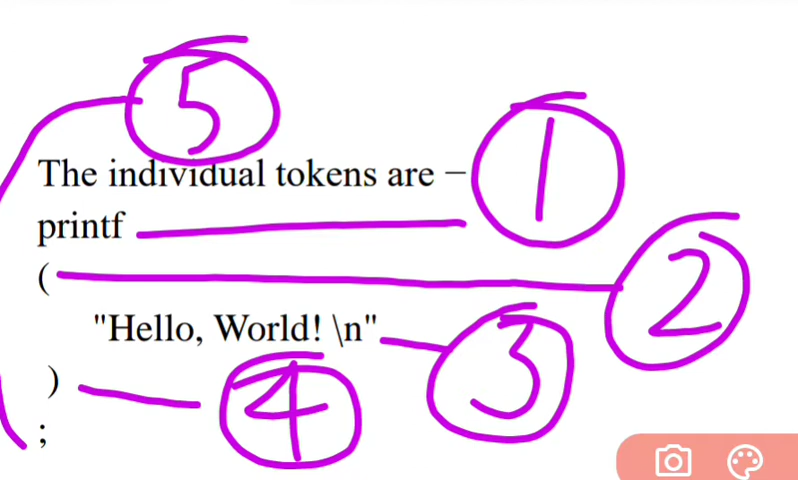 5
The individual tokens are – 1
printf
( 2
"Hello, World! \n" 3
) 4
;